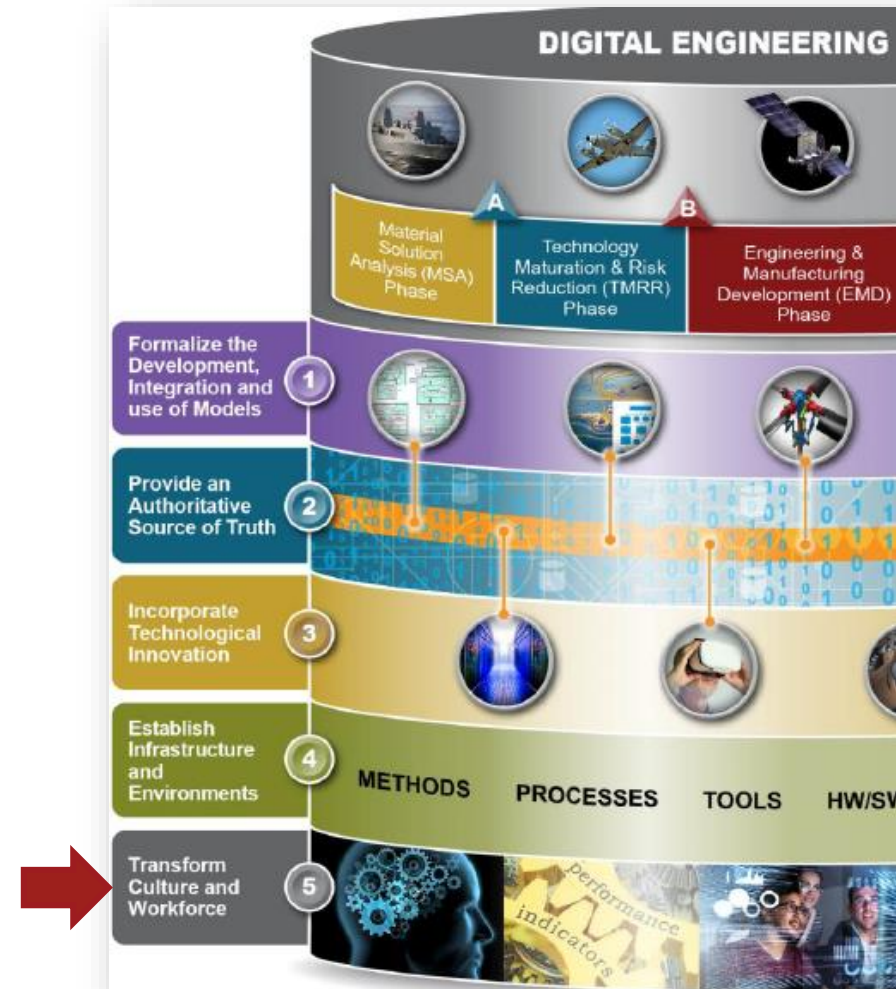 DIGITAL ENGINEERING
A
B
Material
Solution
Analysis (MSA)
Phase
Technology
Maturation & Risk
Reduction (TMRR)
Phase
Engineering &
Manufacturing
Development (EMD)
Phase
Formalize the
Development,
Integration and
use of Models
1
Provide an
Authoritative
Source of Truth
2
Incorporate
Technological
Innovation
3
Establish
Infrastructure
and
Environments
4
METHODS
PROCESSES
TOOLS
HW/SW
Transform
Culture and
Workforce
5
performance
indicators